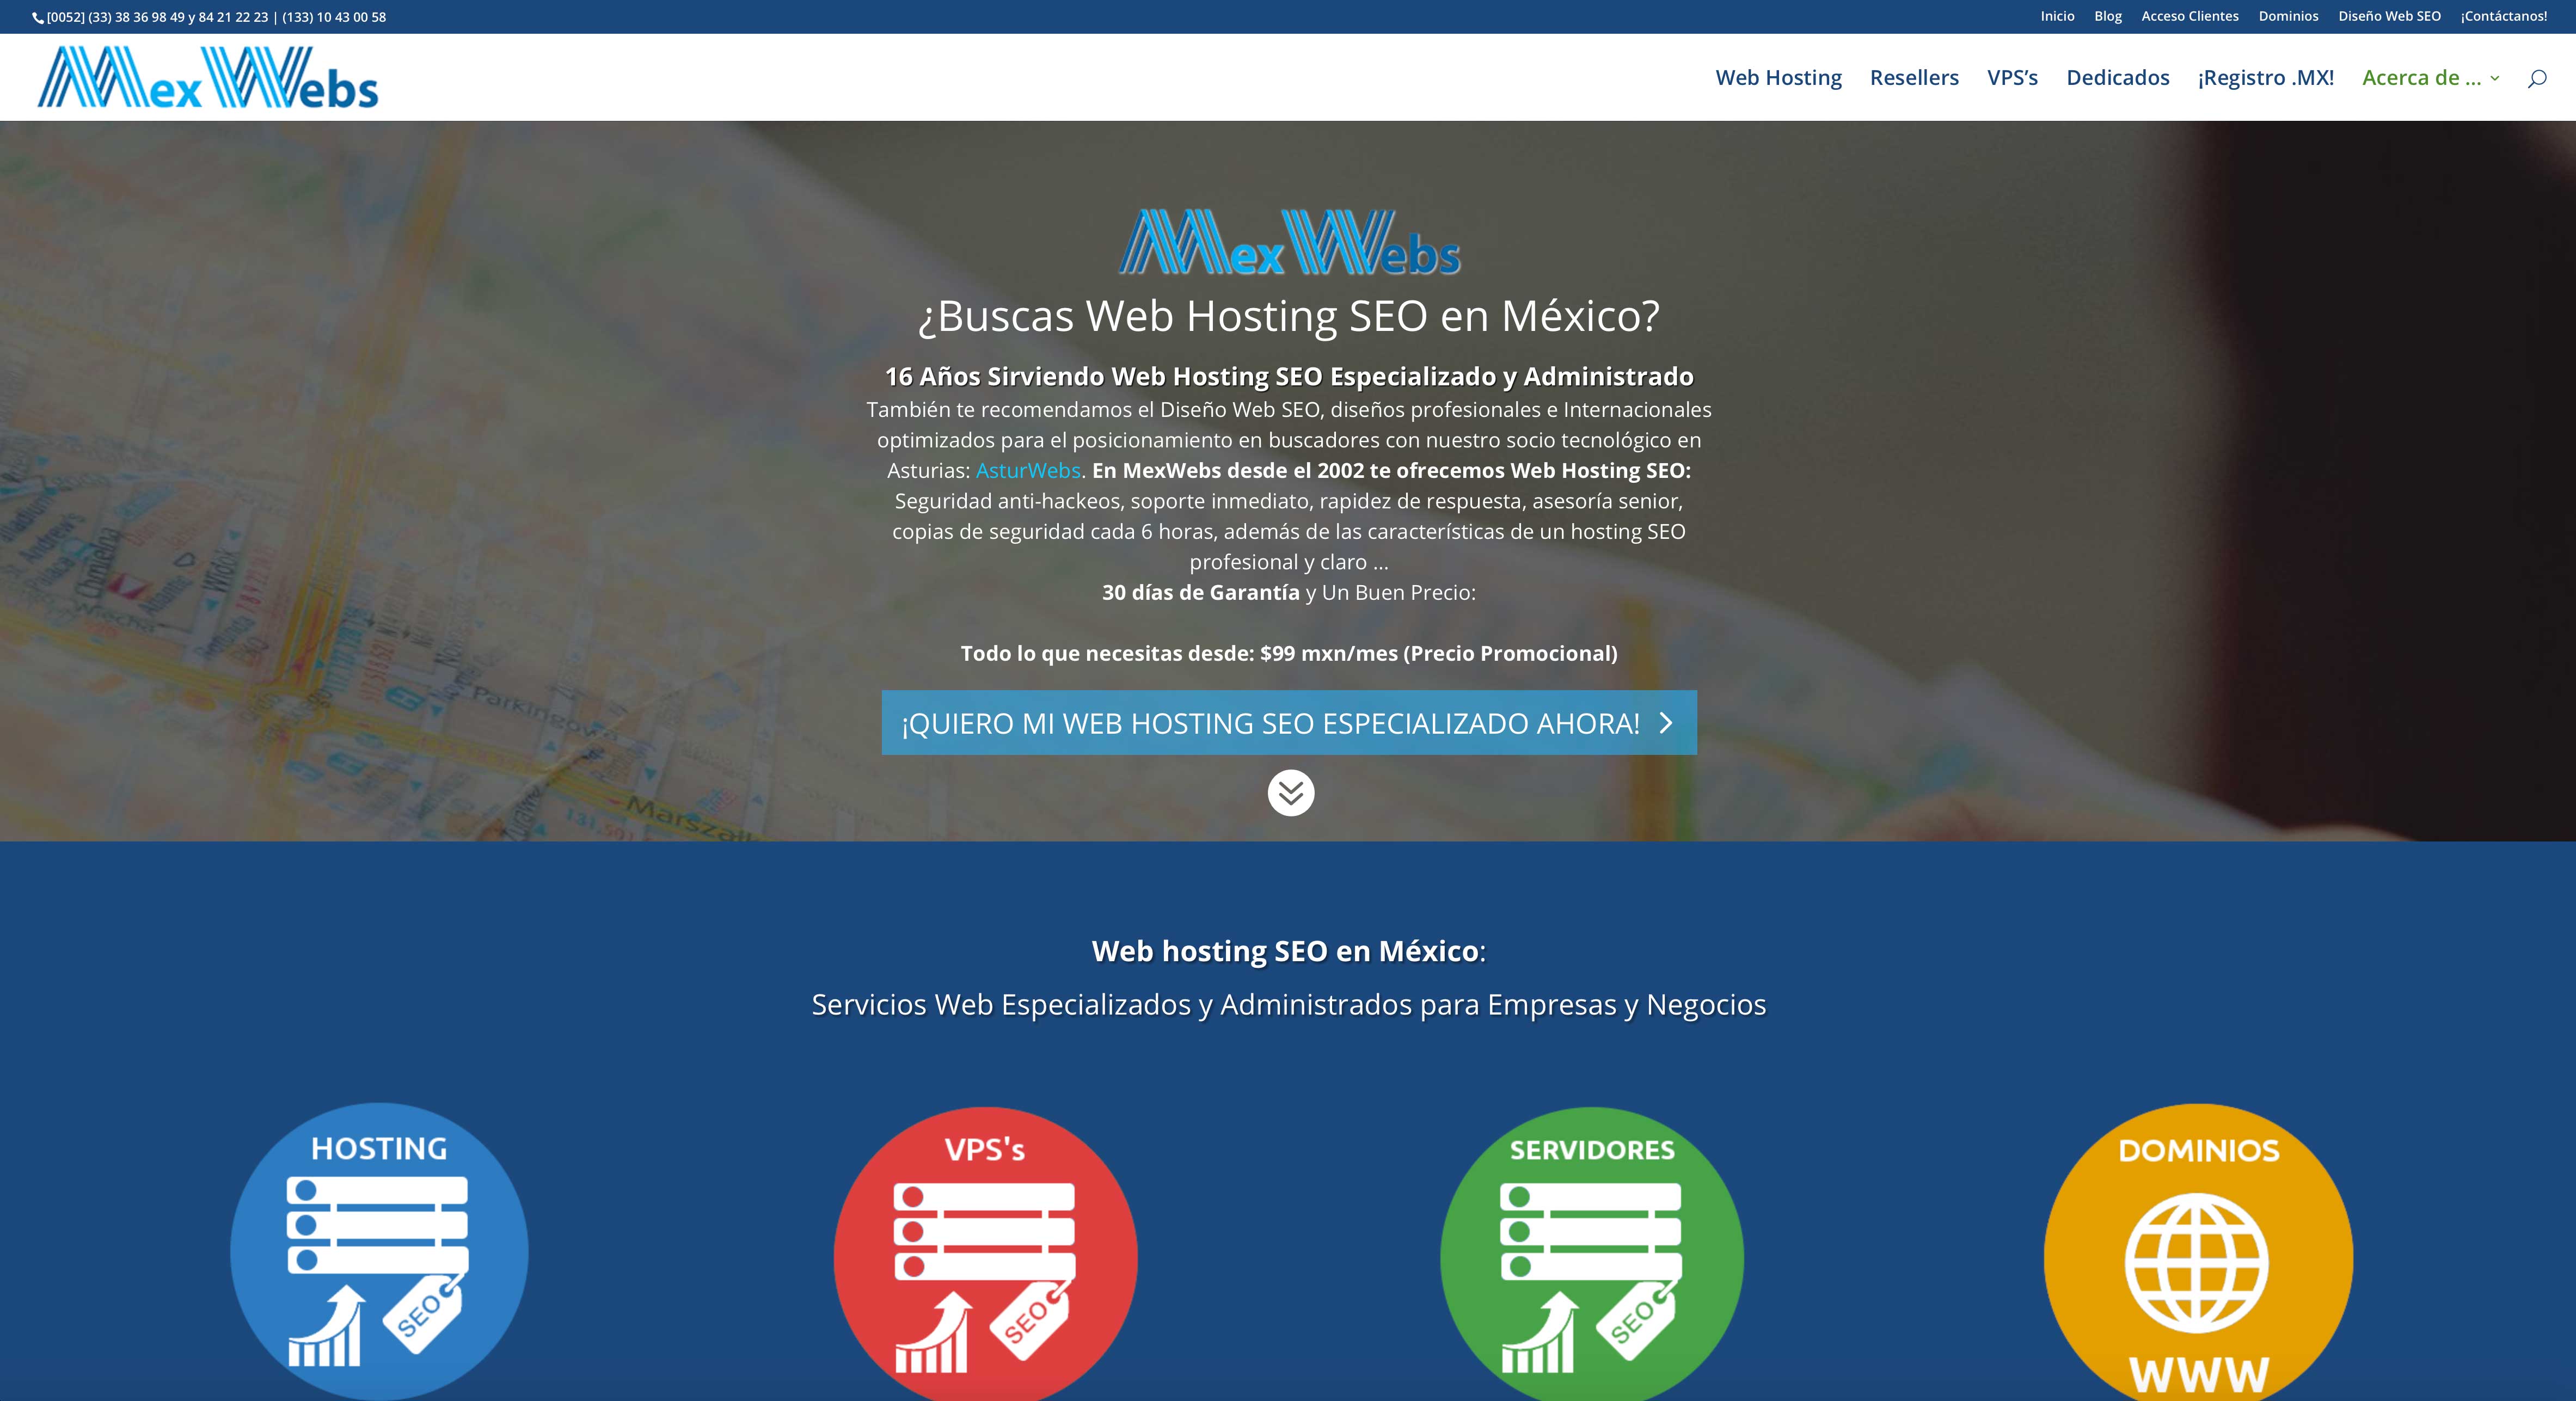 [0052] (33) 38 36 98 49 y 84 21 22 23 | (133) 10 43 00 58
Inicio Blog Acceso Clientes Dominios Diseño Web SEO ¡Contáctanos!
MexWebs
Web Hosting Resellers VPS’s Dedicados ¡Registro .MX! Acerca de ...
MexWebs
¿Buscas Web Hosting SEO en México?
16 Años Sirviendo Web Hosting SEO Especializado y Administrado
También te recomendamos el Diseño Web SEO, diseños profesionales e Internacionales
optimizados para el posicionamiento en buscadores con nuestro socio tecnológico en
Asturias: AsturWebs. En MexWebs desde el 2002 te ofrecemos Web Hosting SEO:
Seguridad anti-hackeos, soporte inmediato, rapidez de respuesta, asesoría senior,
copias de seguridad cada 6 horas, además de las características de un hosting SEO
profesional y claro ...
30 días de Garantía y Un Buen Precio:
Todo lo que necesitas desde: $99 mxn/mes (Precio Promocional)
¡QUIERO MI WEB HOSTING SEO ESPECIALIZADO AHORA!
Parkingowa
Web hosting SEO en México:
Servicios Web Especializados y Administrados para Empresas y Negocios
HOSTING
SEO
VPS's
SEO
SERVIDORES
SEO
DOMINIOS
WWW